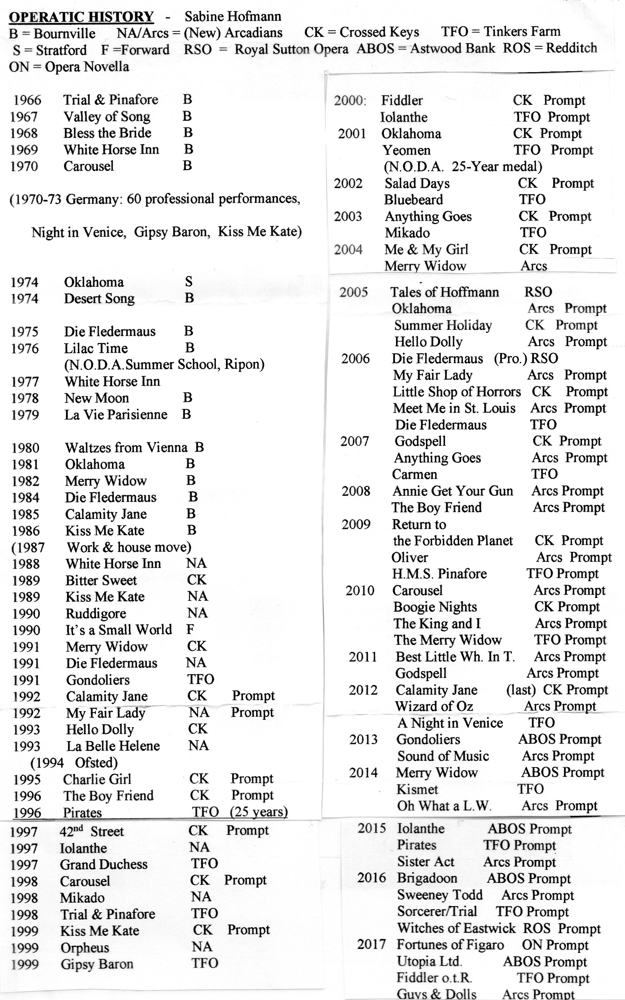 OPERATIC HISTORY - Sabine Hofmann
B = Bournville NA/Arcs = (New) Arcadians CK = Crossed Keys TFO = Tinkers Farm
S = Stratford F =Forward RSO = Royal Sutton Opera ABOS = Astwood Bank ROS = Redditch
ON = Opera Novella
1966 Trial & Pinafore B
1967 Valley of Song B
1968 Bless the Bride B
1969 White Horse Inn B
1970 Carousel B
(1970-73 Germany: 60 professional performances,
Night in Venice, Gipsy Baron, Kiss Me Kate)
1974 Oklahoma S
1974 Desert Song B
1975 Die Fledermaus B
1976 Lilac Time B
(N.O.D.A.Summer School, Ripon)
1977 White Horse Inn
1978 New Moon B
1979 La Vie Parisienne B
1980 Waltzes from Vienna B
1981 Oklahoma B
1982 Merry Widow B
1984 Die Fledermaus B
1985 Calamity Jane B
1986 Kiss Me Kate B
(1987 Work & house move)
1988 White Horse Inn NA
1989 Bitter Sweet CK
1989 Kiss Me Kate NA
1990 Ruddigore NA
1990 It's a Small World F
1991 Merry Widow CK
1991 Die Fledermaus NA
1991 Gondoliers TFO
1992 Calamity Jane CK Prompt
1992 My Fair Lady NA Prompt
1993 Hello Dolly CK
1993 La Belle Helene NA
(1994 Ofsted)
1995 Charlie Girl CK Prompt
1996 The Boy Friend CK Prompt
1996 Pirates TFO (25 years)
1997 42nd Street CK Prompt
1997 Iolanthe NA
1997 Grand Duchess TFO
1998 Carousel CK Prompt
1998 Mikado NA
1998 Trial & Pinafore TFO
1999 Kiss Me Kate CK Prompt
1999 Orpheus NA
1999 Gipsy Baron TFO
2000: Fiddler CK Prompt
Iolanthe TFO Prompt
2001 Oklahoma CK Prompt
Yeomen TFO Prompt
(N.O.D.A. 25-Year medal)
2002 Salad Days CK Prompt
Bluebeard TFO
2003 Anything Goes CK Prompt
Mikado TFO
2004 Me & My Girl CK Prompt
Merry Widow Arcs
2005 Tales of Hoffmann RSO
Oklahoma Arcs Prompt
Summer Holiday CK Prompt
Hello Dolly Arcs Prompt
2006 Die Fledermaus (Pro.) RSO
My Fair Lady Arcs Prompt
Little Shop of Horrors CK Prompt
Meet Me in St. Louis Arcs Prompt
Die Fledermaus TFO
2007 Godspell CK Prompt
Anything Goes Arcs Prompt
Carmen TFO
2008 Annie Get Your Gun Arcs Prompt
The Boy Friend Arcs Prompt
2009 Return to
the Forbidden Planet CK Prompt
Oliver Arcs Prompt
H.M.S. Pinafore TFO Prompt
2010 Carousel Arcs Prompt
Boogie Nights CK Prompt
The King and I Arcs Prompt
The Merry Widow TFO Prompt
2011 Best Little Wh. In T. Arcs Prompt
Godspell Arcs Prompt
2012 Calamity Jane (last) CK Prompt
Wizard of Oz Arcs Prompt
A Night in Venice TFO
2013 Gondoliers ABOS Prompt
Sound of Music Arcs Prompt
2014 Merry Widow ABOS Prompt
Kismet TFO
Oh What a L.W. Arcs Prompt
2015 Iolanthe ABOS Prompt
Pirates TFO Prompt
Sister Act Arcs Prompt
2016 Brigadoon ABOS Prompt
Sweeney Todd Arcs Prompt
Sorcerer/Trial TFO Prompt
Witches of Eastwick ROS Prompt
2017 Fortunes of Figaro ON Prompt
Utopia Ltd. ABOS Prompt
Fiddler o.t.R. TFO Prompt
Guys & Dolls Arcs Prompt